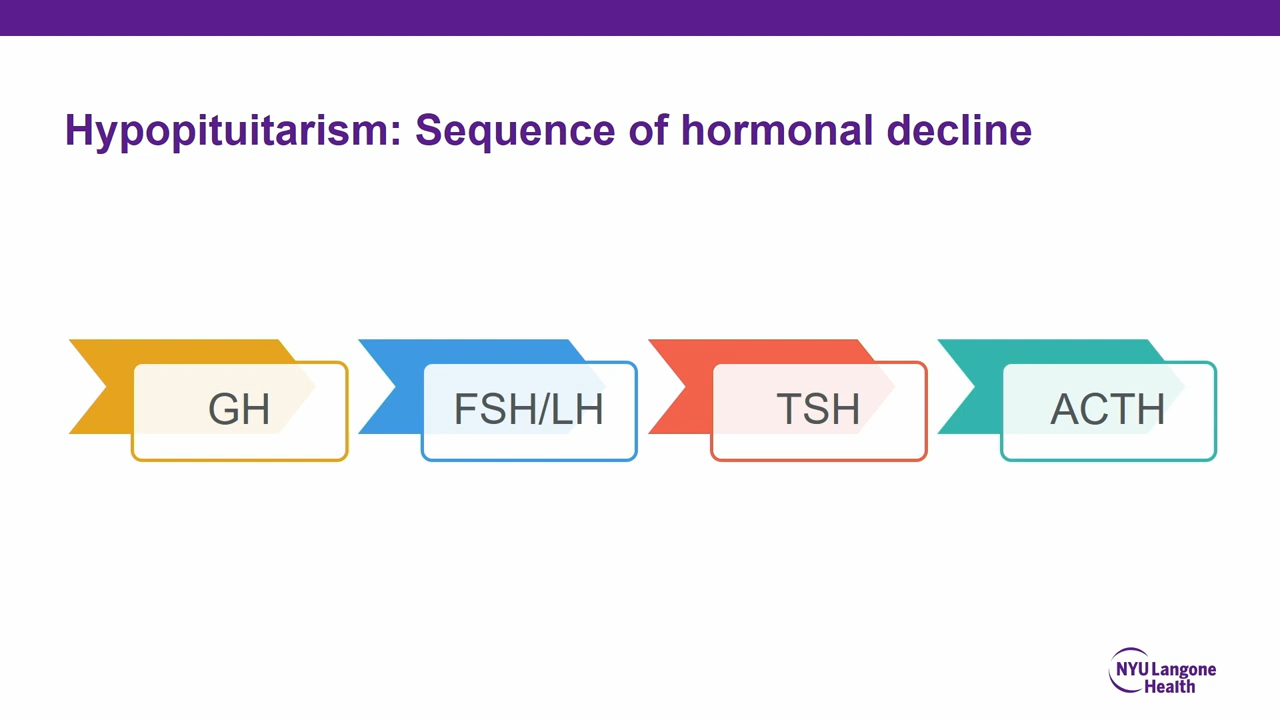 Hypopituitarism: Sequence of hormonal decline
GH
FSH/LH
TSH
ACTH
NYU Langone
Health